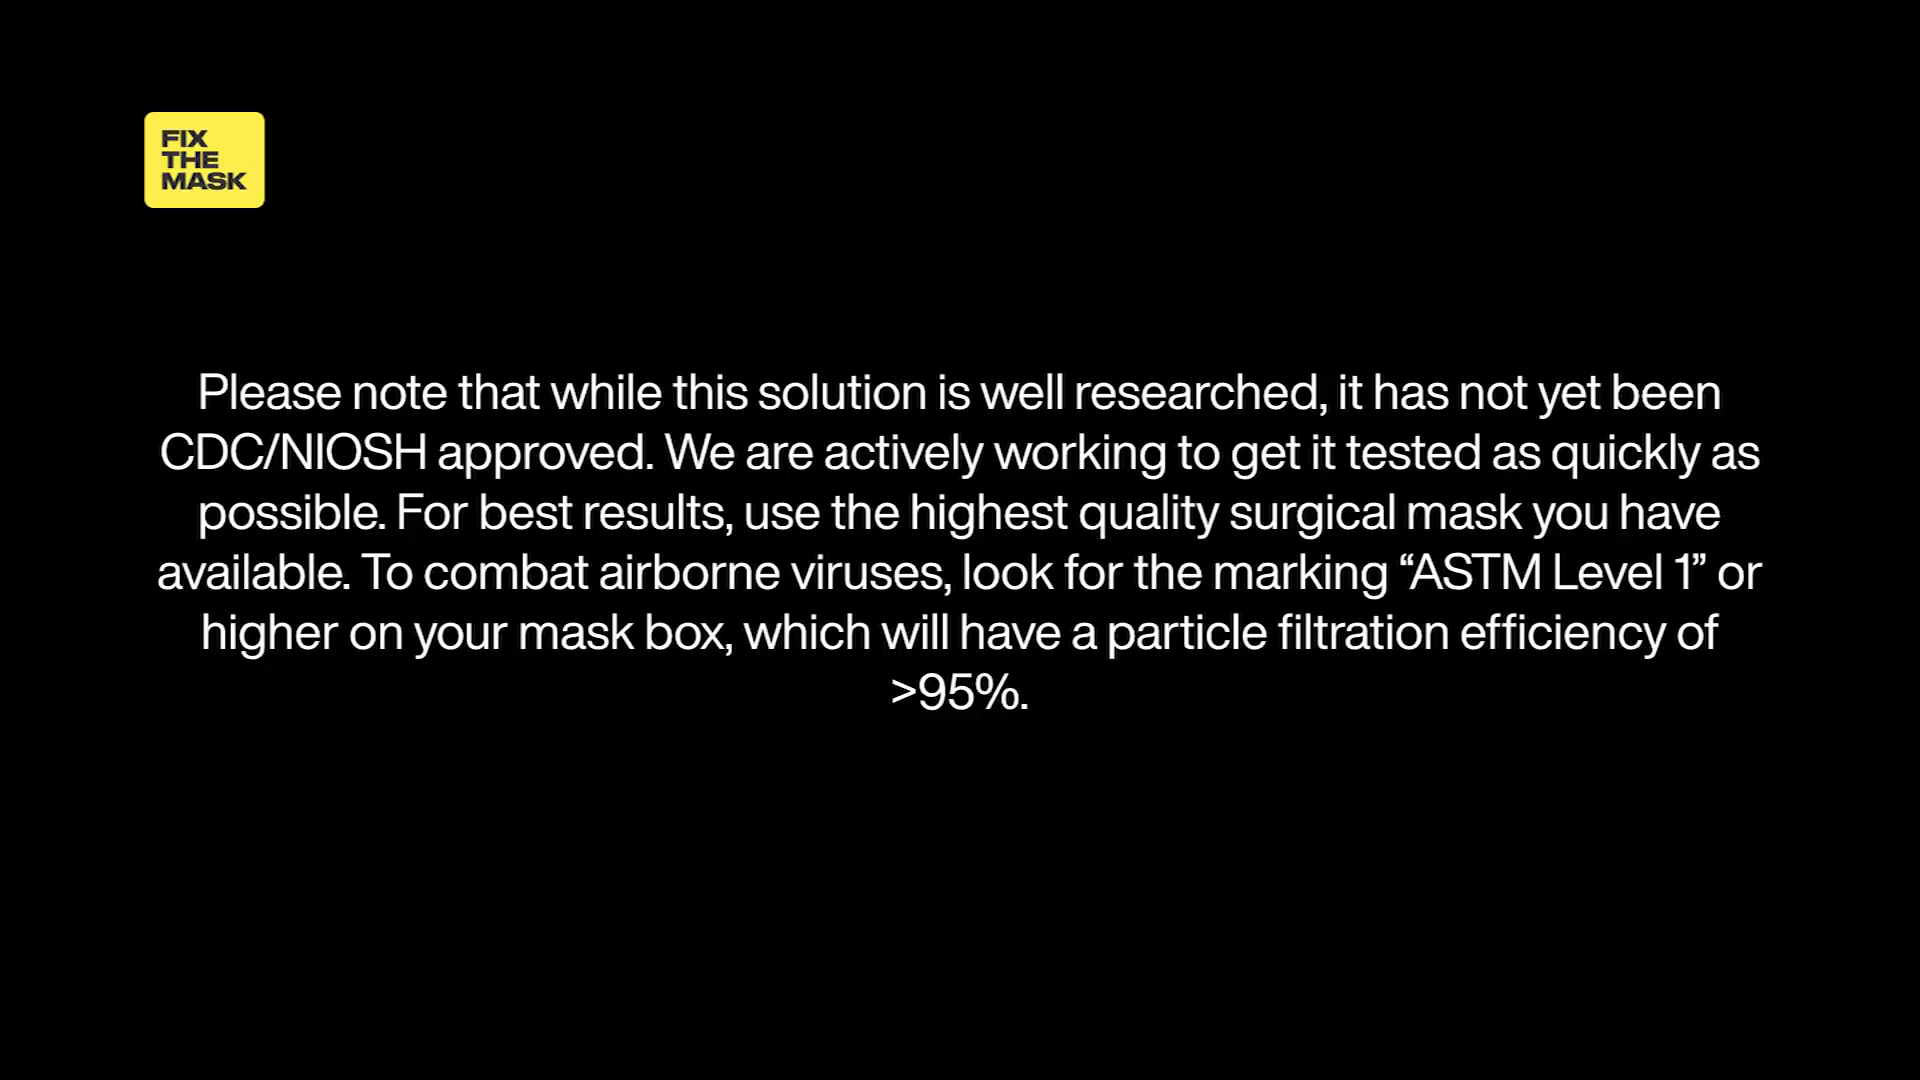 FIX
THE
MASK
Please note that while this solution is well researched, it has not yet been
CDC/NIOSH approved. We are actively working to get it tested as quickly as
possible. For best results, use the highest quality surgical mask you have
available. To combat airborne viruses, look for the marking “ASTM Level 1” or
higher on your mask box, which will have a particle filtration efficiency of
>95%.